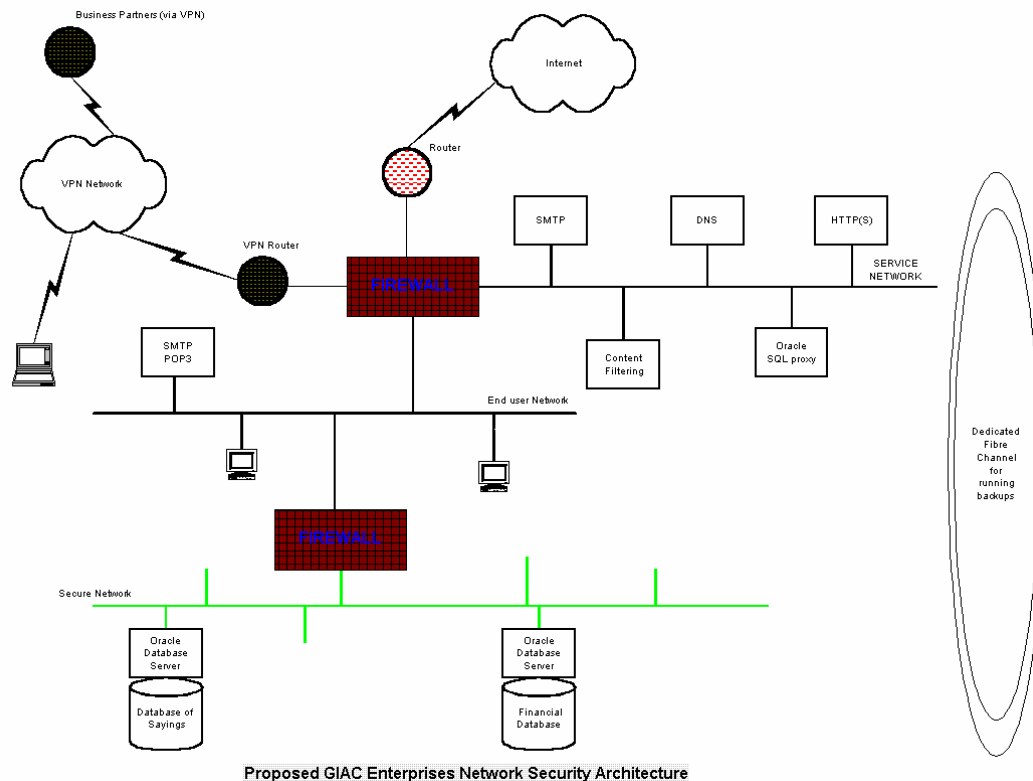 Business Partners (via VPN)
Internet
Router
VPN Network
SMTP
DNS
HTTP(S)
VPN Router
SERVICE
NETWORK
FIREWALL
SMTP
POP3
Content
Filtering
Oracle
SQL proxy
End user Network
Dedicated
Fibre
Channel
for
running
backups
FIREWALL
Secure Network
Oracle
Database
Server
Oracle
Database
Server
Database of
Sayings
Financial
Database
Proposed GIAC Enterprises Network Security Architecture